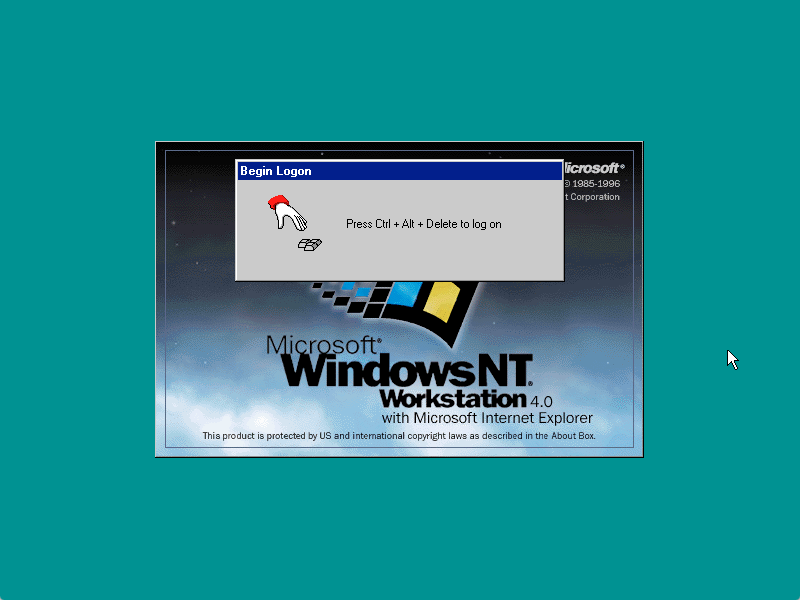 Begin Logon
Microsoft®
© 1985-1996
t Corporation
Press Ctrl + Alt + Delete to log on
Microsoft®
WindowsNT®
Workstation 4.0
with Microsoft Internet Explorer
This product is protected by US and international copyright laws as described in the About Box.